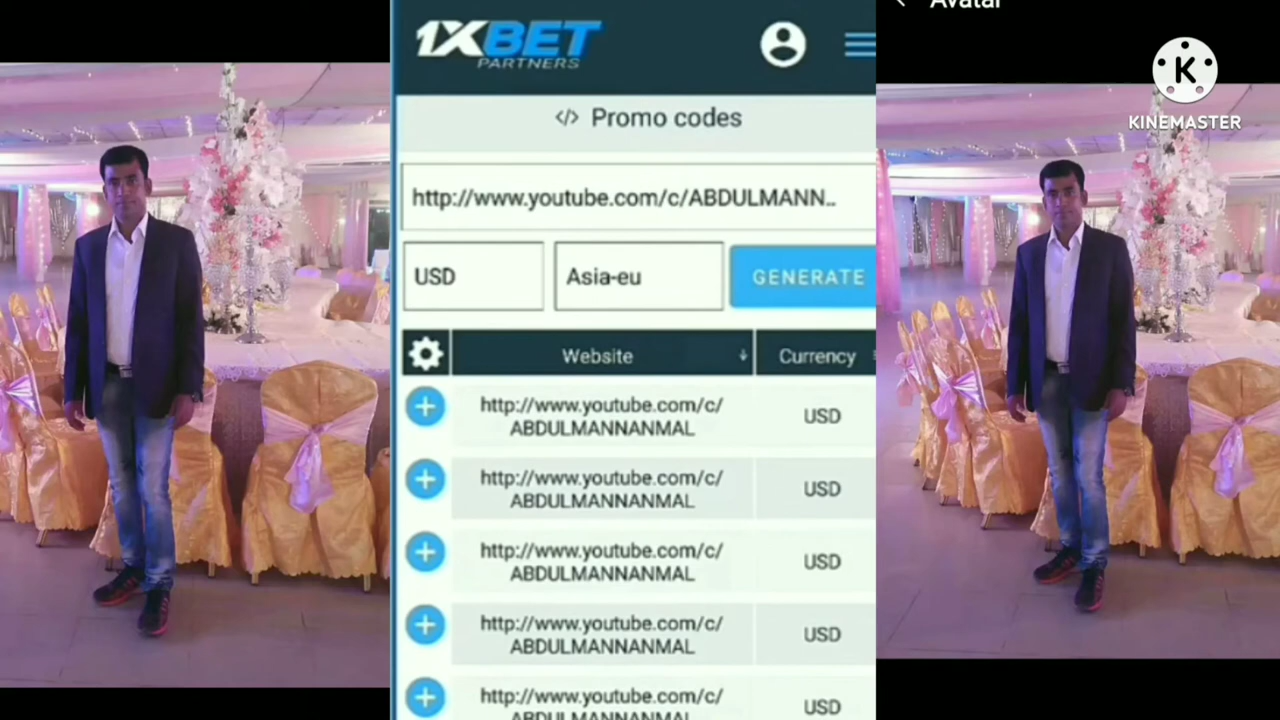 1XBET
PARTNERS
</> Promo codes
http://www.youtube.com/c/ABDULMANN..
USD
Asia-eu
GENERATE
Website
Currency
http://www.youtube.com/c/
ABDULMANNANMAL
USD
http://www.youtube.com/c/
ABDULMANNANMAL
USD
http://www.youtube.com/c/
ABDULMANNANMAL
USD
http://www.youtube.com/c/
ABDULMANNANMAL
USD
http://www.youtube.com/c/
ABDULMANNANMAL
USD
Avatar
K
KINEMASTER